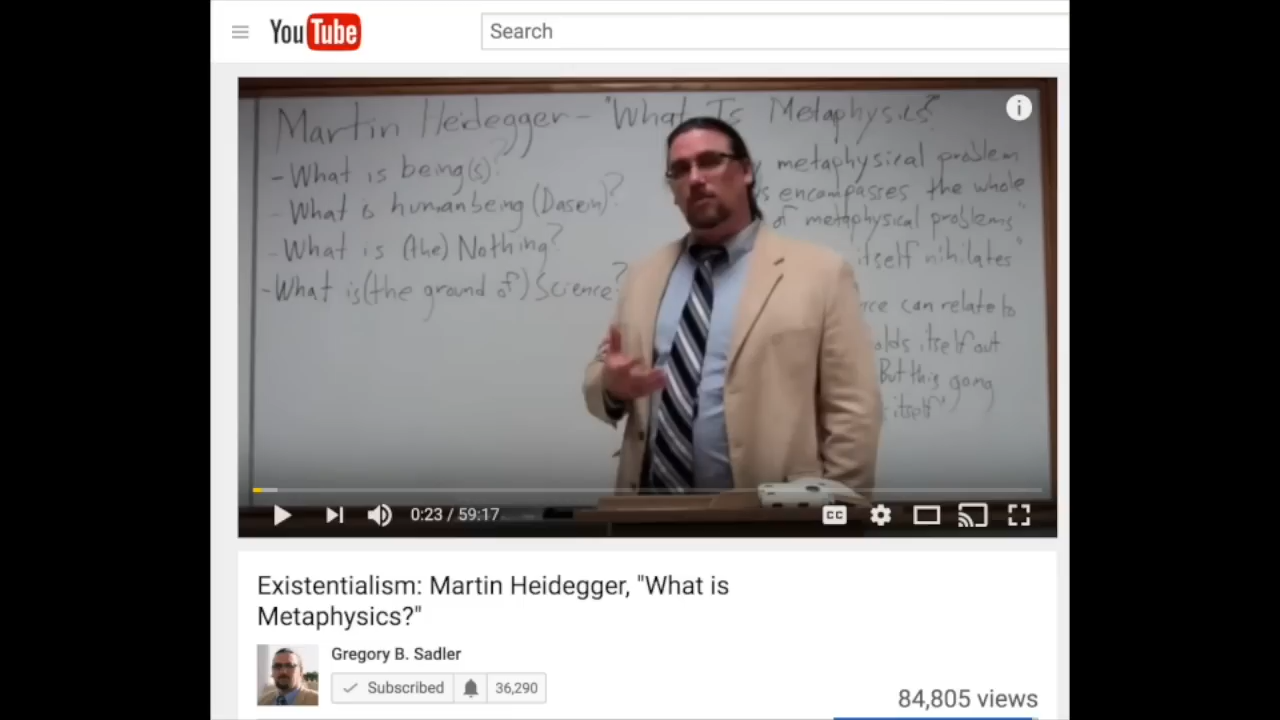 YouTube
Search
Martin Heidegger - "What Is Metaphysics?"
- What is being(s)?
- What is human being (Dasein)?
- What is (the) Nothing?
- What is (the ground of) Science?
metaphysical problem
encompasses the whole
of metaphysical problems"
itself nihilates"
can relate to
itself out
But this going
itself"
i
0:23 / 59:17
CC
Existentialism: Martin Heidegger, "What is
Metaphysics?"
Gregory B. Sadler
Subscribed 36,290
84,805 views